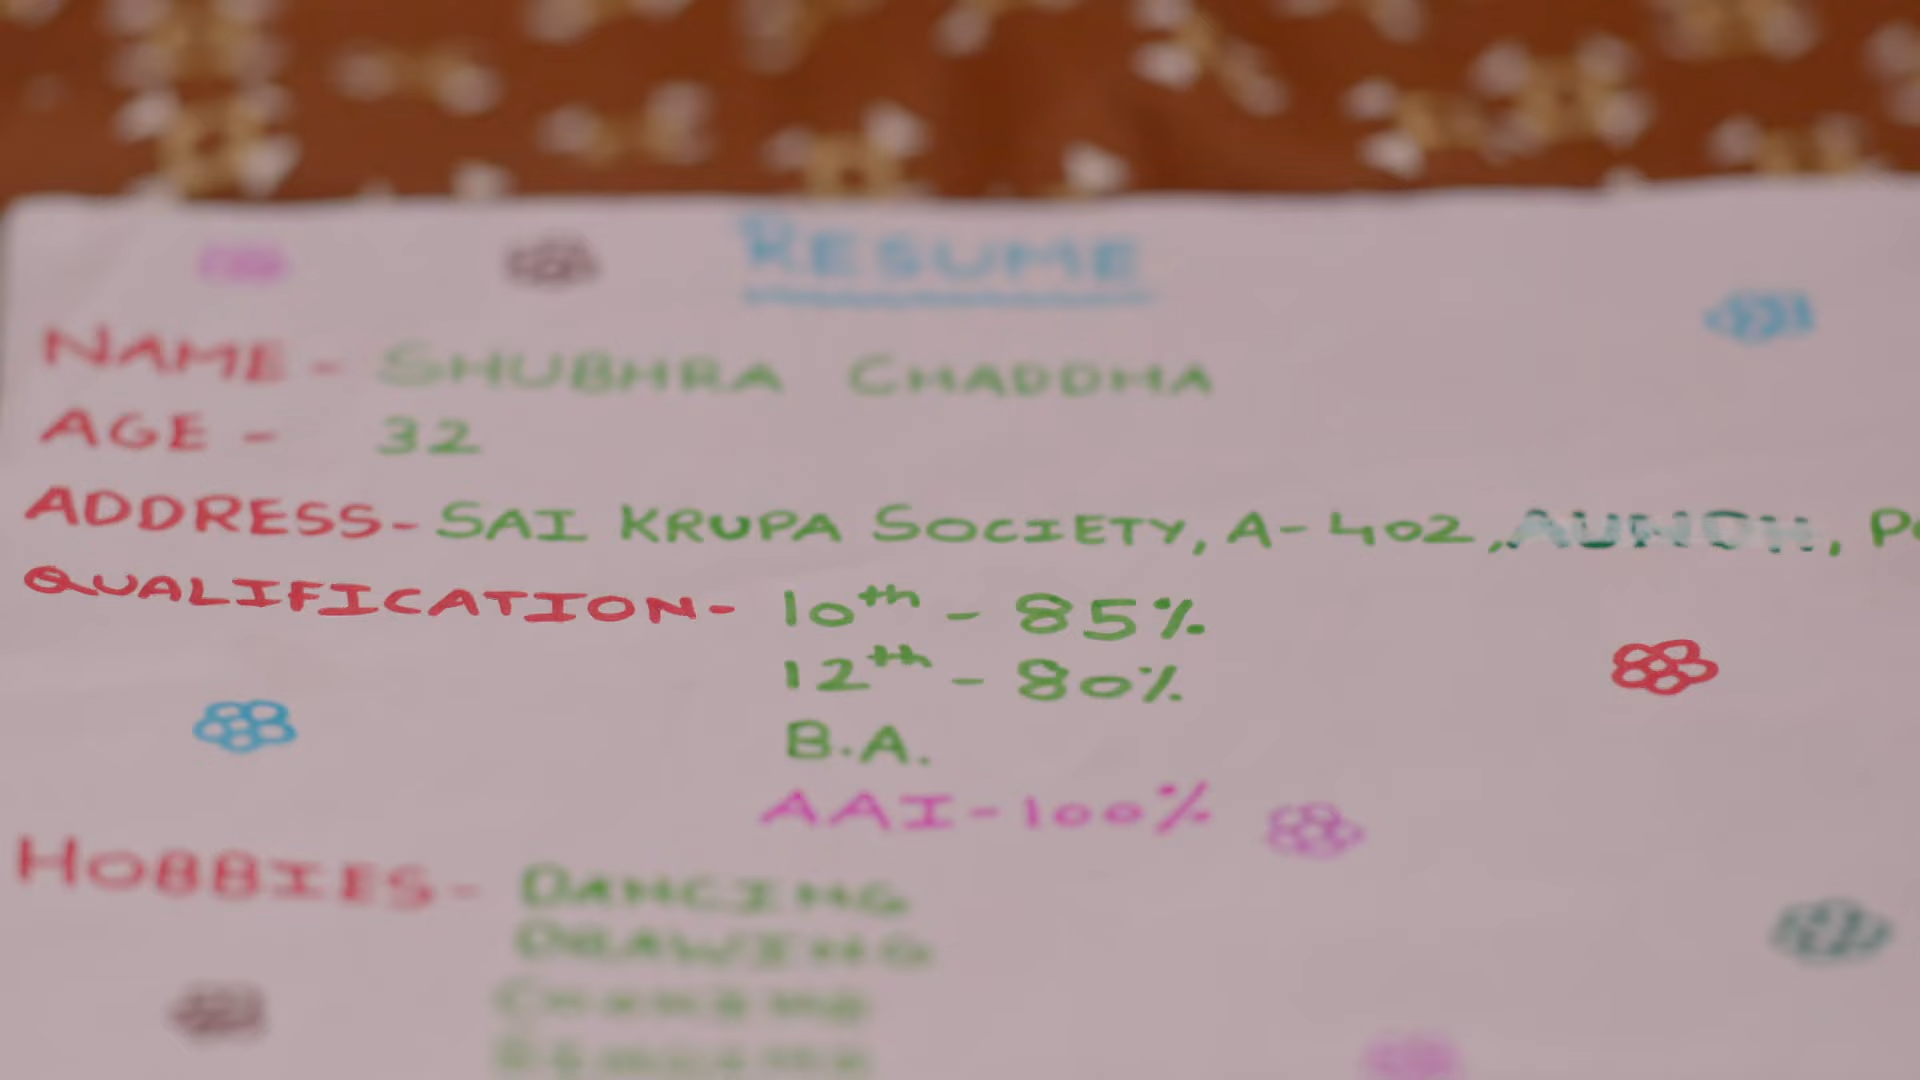 RESUME
NAME - SHUBHRA CHADDHA
AGE - 32
ADDRESS - SAI KRUPA SOCIETY, A-402, AUNDH,
QUALIFICATION - 10th - 85%
12th - 80%
B.A.
AAI - 100%
HOBBIES - DANCING
DRAWING